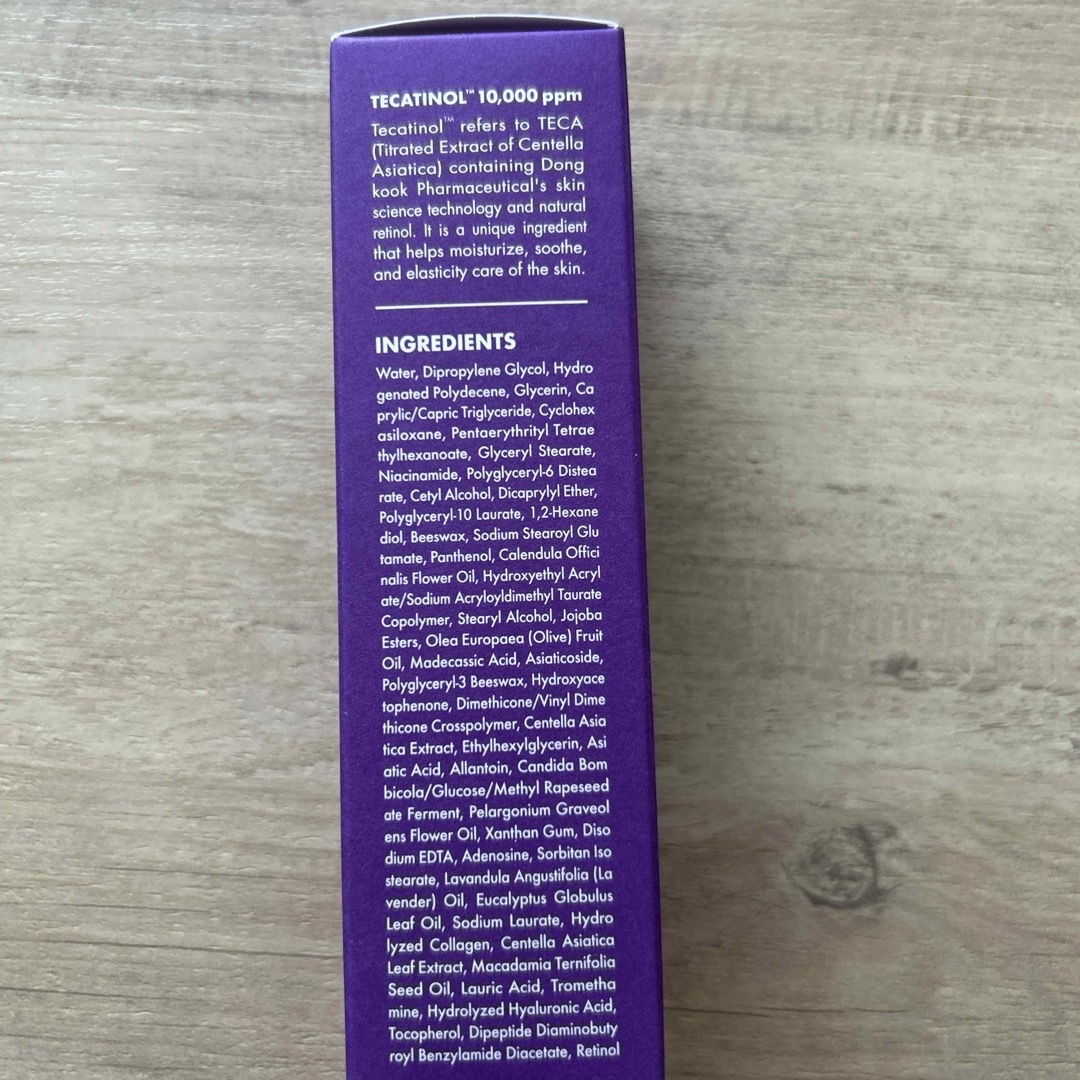 TECATINOL™ 10,000 ppm
Tecatinol™ refers to TECA
(Titrated Extract of Centella
Asiatica) containing Dong
kook Pharmaceutical's skin
science technology and natural
retinol. It is a unique ingredient
that helps moisturize, soothe,
and elasticity care of the skin.
INGREDIENTS
Water, Dipropylene Glycol, Hydro
genated Polydecene, Glycerin, Ca
prylic/Capric Triglyceride, Cyclohex
asiloxane, Pentaerythrityl Tetrae
thylhexanoate, Glyceryl Stearate,
Niacinamide, Polyglyceryl-6 Distea
rate, Cetyl Alcohol, Dicaprylyl Ether,
Polyglyceryl-10 Laurate, 1,2-Hexane
diol, Beeswax, Sodium Stearoyl Glu
tamate, Panthenol, Calendula Offici
nalis Flower Oil, Hydroxyethyl Acryl
ate/Sodium Acryloyldimethyl Taurate
Copolymer, Stearyl Alcohol, Jojoba
Esters, Olea Europaea (Olive) Fruit
Oil, Madecassic Acid, Asiaticoside,
Polyglyceryl-3 Beeswax, Hydroxyace
tophenone, Dimethicone/Vinyl Dime
thicone Crosspolymer, Centella Asia
tica Extract, Ethylhexylglycerin, Asi
atic Acid, Allantoin, Candida Bom
bicola/Glucose/Methyl Rapeseed
ate Ferment, Pelargonium Graveol
ens Flower Oil, Xanthan Gum, Diso
dium EDTA, Adenosine, Sorbitan Iso
stearate, Lavandula Angustifolia (La
vender) Oil, Eucalyptus Globulus
Leaf Oil, Sodium Laurate, Hydro
lyzed Collagen, Centella Asiatica
Leaf Extract, Macadamia Ternifolia
Seed Oil, Lauric Acid, Trometha
mine, Hydrolyzed Hyaluronic Acid,
Tocopherol, Dipeptide Diaminobuty
royl Benzylamide Diacetate, Retinol